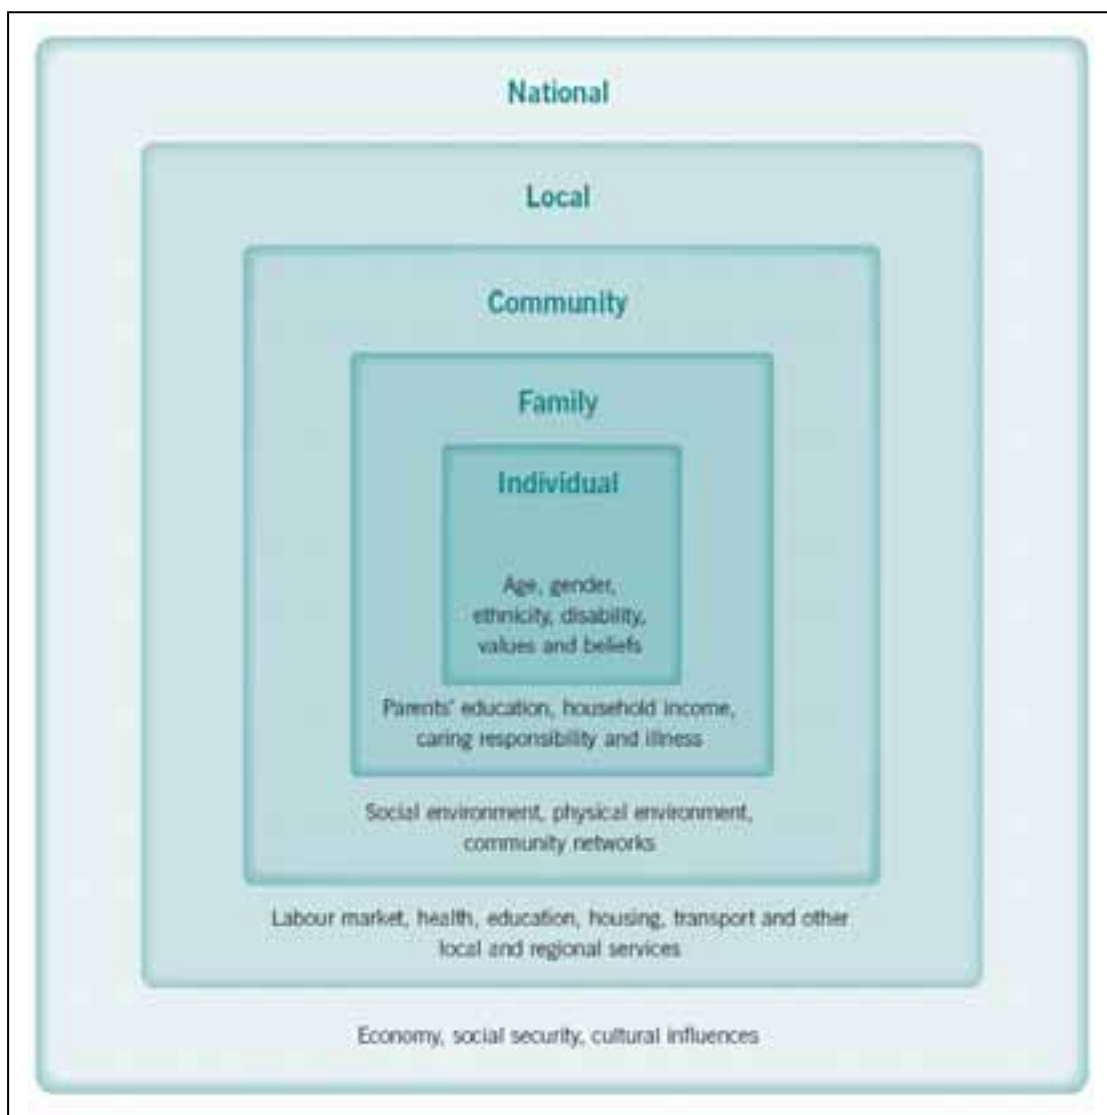 National
Local
Community
Family
Individual
Age, gender,
ethnicity, disability,
values and beliefs
Parents' education, household income,
caring responsibility and illness
Social environment, physical environment,
community networks
Labour market, health, education, housing, transport and other
local and regional services
Economy, social security, cultural influences